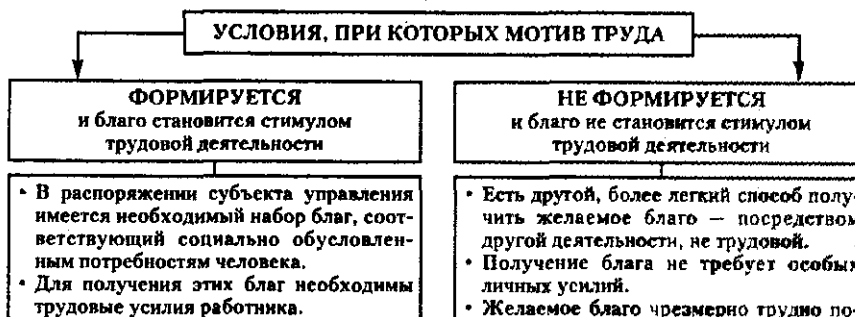 УСЛОВИЯ, ПРИ КОТОРЫХ МОТИВ ТРУДА
ФОРМИРУЕТСЯ
и благо становится стимулом
трудовой деятельности
• В распоряжении субъекта управления
имеется необходимый набор благ, соот-
ветствующий социально обусловлен-
ным потребностям человека.
• Для получения этих благ необходимы
трудовые усилия работника.
НЕ ФОРМИРУЕТСЯ
и благо не становится стимулом
трудовой деятельности
• Есть другой, более легкий способ полу-
чить желаемое благо — посредством
другой деятельности, не трудовой.
• Получение блага не требует особых
личных усилий.
• Желаемое благо чрезмерно трудно по-